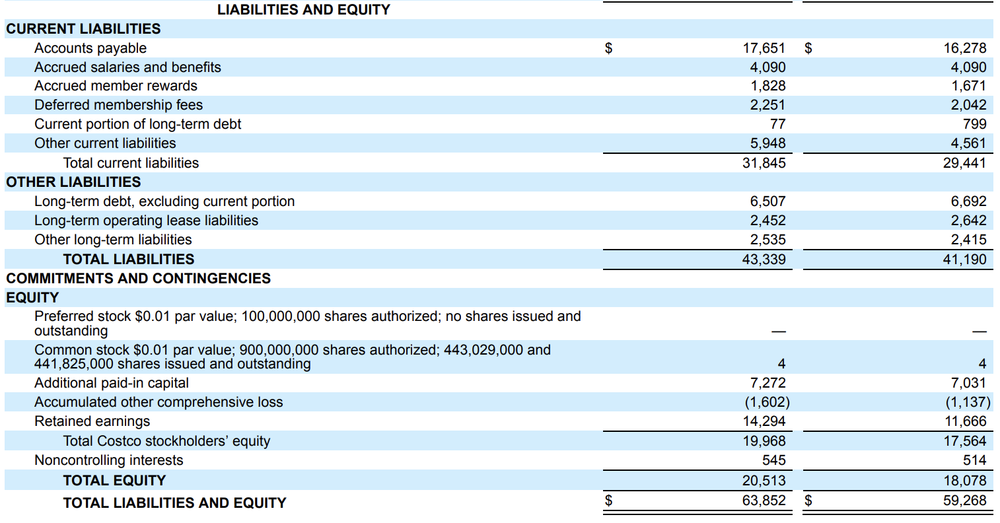 LIABILITIES AND EQUITY
CURRENT LIABILITIES
Accounts payable $ 17,651 $ 16,278
Accrued salaries and benefits 4,090 4,090
Accrued member rewards 1,828 1,671
Deferred membership fees 2,251 2,042
Current portion of long-term debt 77 799
Other current liabilities 5,948 4,561
Total current liabilities 31,845 29,441
OTHER LIABILITIES
Long-term debt, excluding current portion 6,507 6,692
Long-term operating lease liabilities 2,452 2,642
Other long-term liabilities 2,535 2,415
TOTAL LIABILITIES 43,339 41,190
COMMITMENTS AND CONTINGENCIES
EQUITY
Preferred stock $0.01 par value; 100,000,000 shares authorized; no shares issued and
outstanding — —
Common stock $0.01 par value; 900,000,000 shares authorized; 443,029,000 and
441,825,000 shares issued and outstanding 4 4
Additional paid-in capital 7,272 7,031
Accumulated other comprehensive loss (1,602) (1,137)
Retained earnings 14,294 11,666
Total Costco stockholders’ equity 19,968 17,564
Noncontrolling interests 545 514
TOTAL EQUITY 20,513 18,078
TOTAL LIABILITIES AND EQUITY $ 63,852 $ 59,268